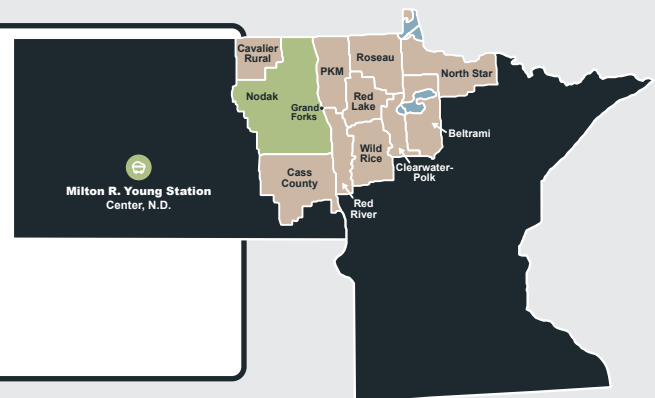 Cavalier
Rural
Nodak
PKM
Roseau
North Star
Grand
Forks
Red
Lake
Beltrami
Wild
Rice
Clearwater-
Polk
Cass
County
Red
River
Milton R. Young Station
Center, N.D.